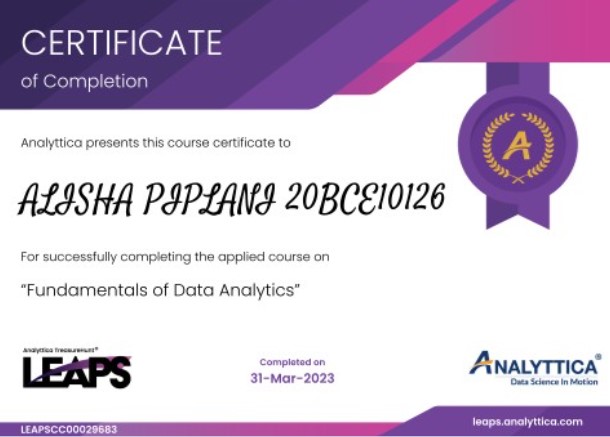 CERTIFICATE
of Completion
Analyttica presents this course certificate to
A
ALISHA PIPLANI 20BCE10126
For successfully completing the applied course on
“Fundamentals of Data Analytics”
Analyttica TreasureHunt®
LEAPS
Completed on
31-Mar-2023
ANALYTTICA®
Data Science In Motion
LEAPSCC00029683
leaps.analyttica.com